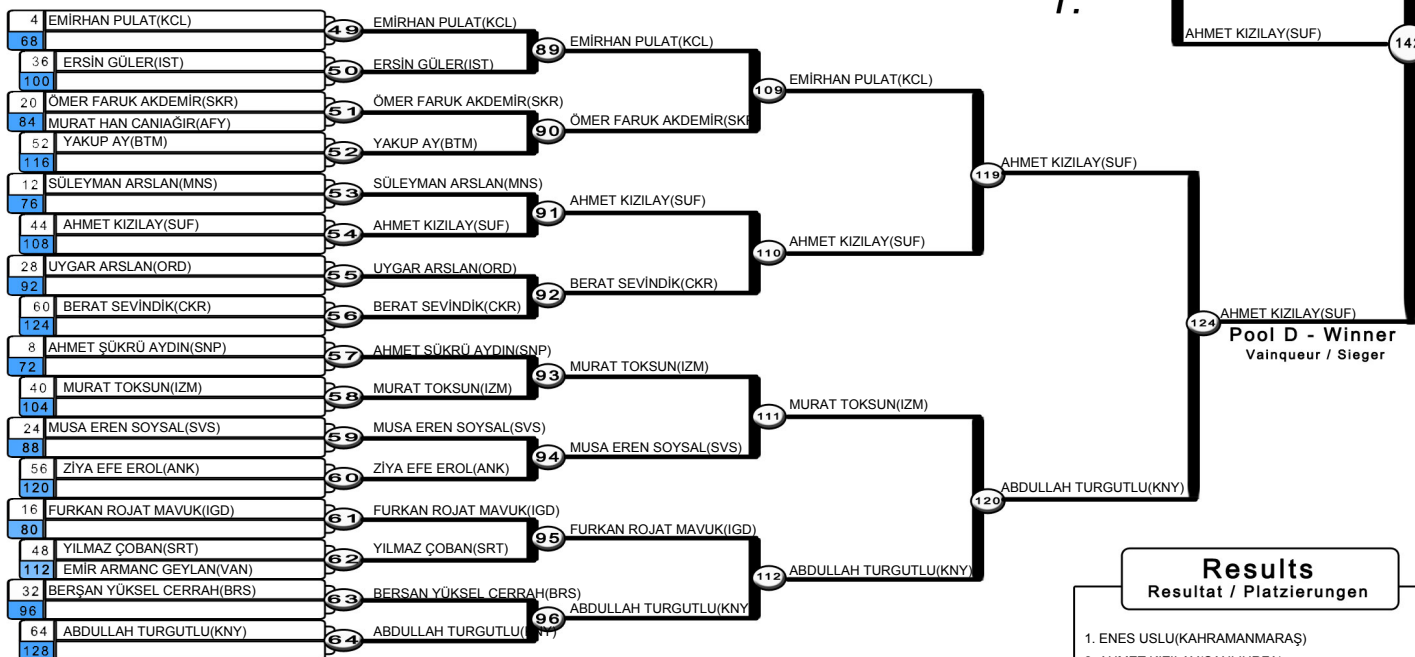 1.
4 EMİRHAN PULAT(KCL)
68
36 ERSİN GÜLER(IST)
100
20 ÖMER FARUK AKDEMİR(SKR)
84 MURAT HAN CANIAĞIR(AFY)
52 YAKUP AY(BTM)
116
12 SÜLEYMAN ARSLAN(MNS)
76
44 AHMET KIZILAY(SUF)
108
28 UYGAR ARSLAN(ORD)
92
60 BERAT SEVİNDİK(CKR)
124
8 AHMET ŞÜKRÜ AYDIN(SNP)
72
40 MURAT TOKSUN(IZM)
104
24 MUSA EREN SOYSAL(SVS)
88
56 ZİYA EFE EROL(ANK)
120
16 FURKAN ROJAT MAVUK(IGD)
80
48 YILMAZ ÇOBAN(SRT)
112 EMİR ARMANC GEYLAN(VAN)
32 BERŞAN YÜKSEL CERRAH(BRS)
96
64 ABDULLAH TURGUTLU(KNY)
128
49 EMİRHAN PULAT(KCL)
50 ERSİN GÜLER(IST)
51 ÖMER FARUK AKDEMİR(SKR)
52 YAKUP AY(BTM)
53 SÜLEYMAN ARSLAN(MNS)
54 AHMET KIZILAY(SUF)
55 UYGAR ARSLAN(ORD)
56 BERAT SEVİNDİK(CKR)
57 AHMET ŞÜKRÜ AYDIN(SNP)
58 MURAT TOKSUN(IZM)
59 MUSA EREN SOYSAL(SVS)
60 ZİYA EFE EROL(ANK)
61 FURKAN ROJAT MAVUK(IGD)
62 YILMAZ ÇOBAN(SRT)
63 BERŞAN YÜKSEL CERRAH(BRS)
64 ABDULLAH TURGUTLU(KNY)
89 EMİRHAN PULAT(KCL)
90 ÖMER FARUK AKDEMİR(SKR
91 AHMET KIZILAY(SUF)
92 BERAT SEVİNDİK(CKR)
93 MURAT TOKSUN(IZM)
94 MUSA EREN SOYSAL(SVS)
95 FURKAN ROJAT MAVUK(IGD)
96 ABDULLAH TURGUTLU(KNY
109 EMİRHAN PULAT(KCL)
110 AHMET KIZILAY(SUF)
111 MURAT TOKSUN(IZM)
112 ABDULLAH TURGUTLU(KNY)
119 AHMET KIZILAY(SUF)
120 ABDULLAH TURGUTLU(KNY)
AHMET KIZILAY(SUF)
142
124 AHMET KIZILAY(SUF)
Pool D - Winner
Vainqueur / Sieger
Results
Resultat / Platzierungen
1. ENES USLU(KAHRAMANMARAŞ)